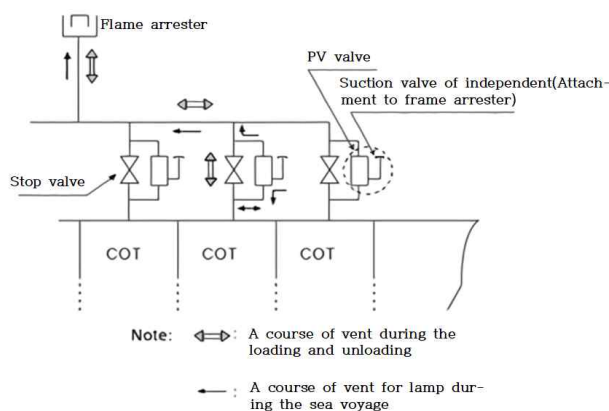 Flame arrester
PV valve
Suction valve of independent(Attach-
ment to frame arrester)
Stop valve
COT
COT
COT
Note:
: A course of vent during the
loading and unloading
: A course of vent for lamp dur-
ing the sea voyage